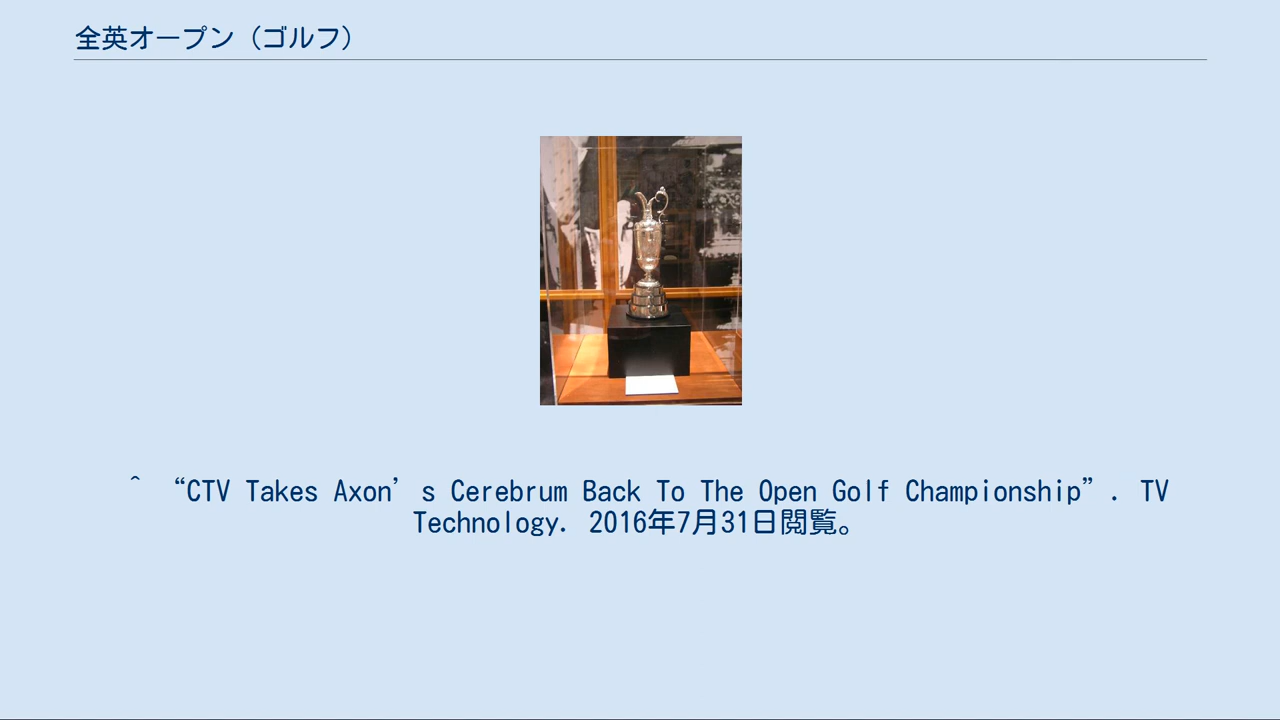 全英オープン（ゴルフ）
^ “CTV Takes Axon’s Cerebrum Back To The Open Golf Championship”. TV
Technology. 2016年7月31日閲覧。